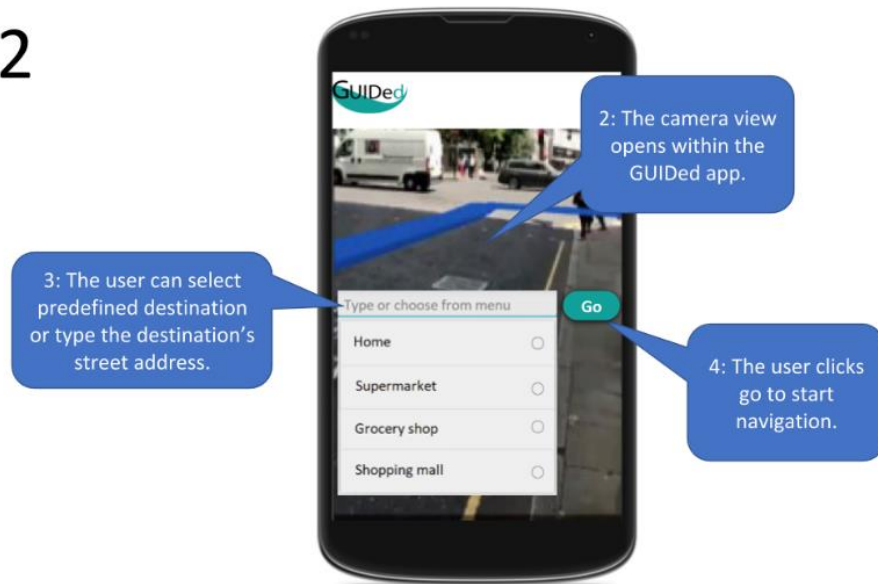 2
GUIDed
2: The camera view
opens within the
GUIDed app.
3: The user can select
predefined destination
or type the destination's
street address.
Type or choose from menu
Go
Home
Supermarket
Grocery shop
Shopping mall
4: The user clicks
go to start
navigation.